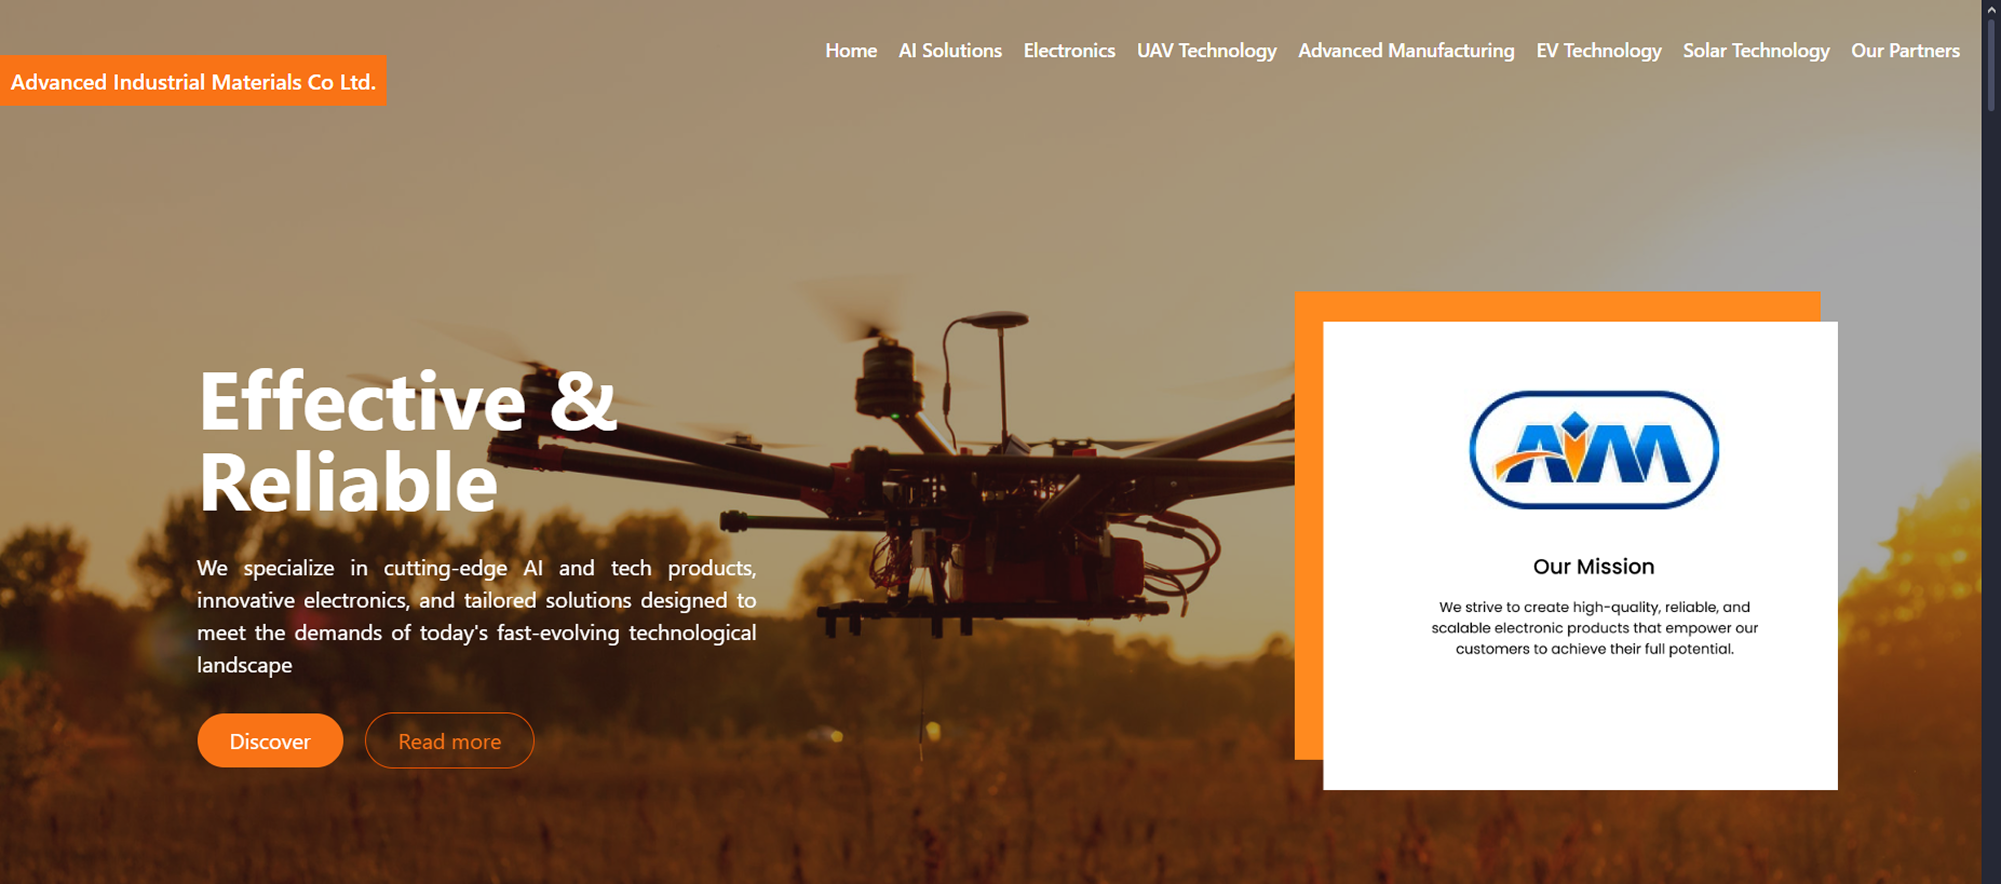 Home AI Solutions Electronics UAV Technology Advanced Manufacturing EV Technology Solar Technology Our Partners
Advanced Industrial Materials Co Ltd.
Effective &
Reliable
We specialize in cutting-edge AI and tech products,
innovative electronics, and tailored solutions designed to
meet the demands of today's fast-evolving technological
landscape
Discover Read more
AIM
Our Mission
We strive to create high-quality, reliable, and
scalable electronic products that empower our
customers to achieve their full potential.